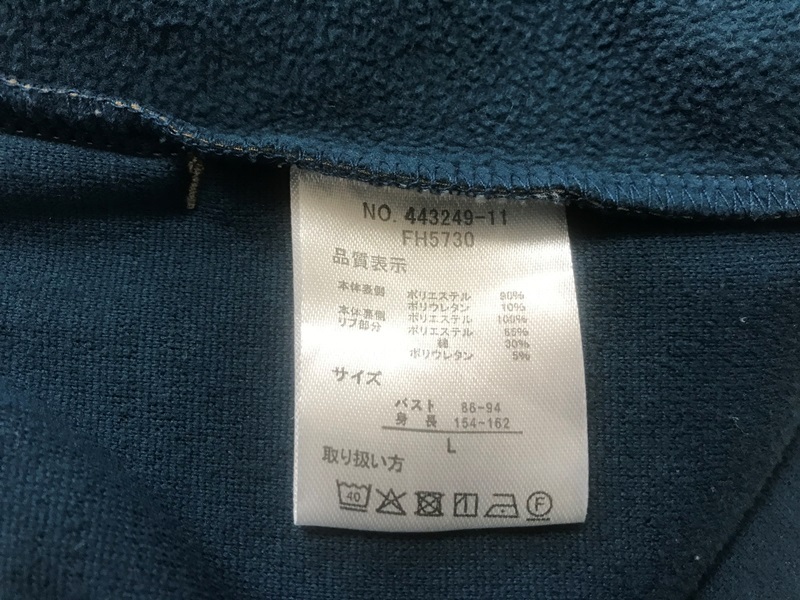 NO. 443249-11
FH5730
品質表示
本体表側 ポリエステル 90%
ポリウレタン 10%
本体裏側 ポリエステル 100%
リブ部分 ポリエステル 65%
綿 30%
ポリウレタン 5%
サイズ
バスト 86-94
身長 154-162
L
取り扱い方
40 F